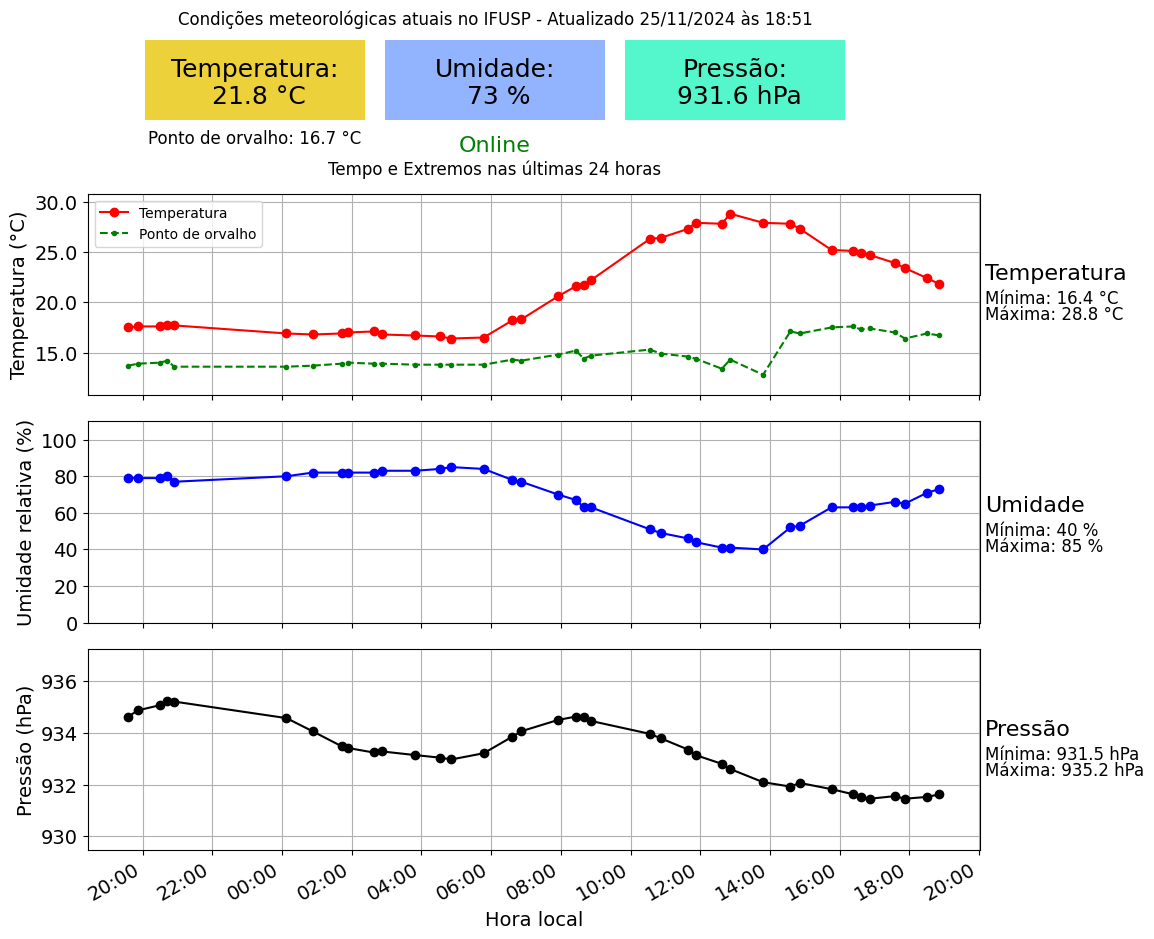 Condições meteorológicas atuais no IFUSP - Atualizado 25/11/2024 às 18:51
Temperatura:
21.8 °C
Umidade:
73 %
Pressão:
931.6 hPa
Ponto de orvalho: 16.7 °C
Online
Tempo e Extremos nas últimas 24 horas
Temperatura (°C)
30.0
25.0
20.0
15.0
Temperatura
Ponto de orvalho
Temperatura
Mínima: 16.4 °C
Máxima: 28.8 °C
Umidade relativa (%)
100
80
60
40
20
0
Umidade
Mínima: 40 %
Máxima: 85 %
Pressão (hPa)
936
934
932
930
Pressão
Mínima: 931.5 hPa
Máxima: 935.2 hPa
20:00 22:00 00:00 02:00 04:00 06:00 08:00 10:00 12:00 14:00 16:00 18:00 20:00
Hora local